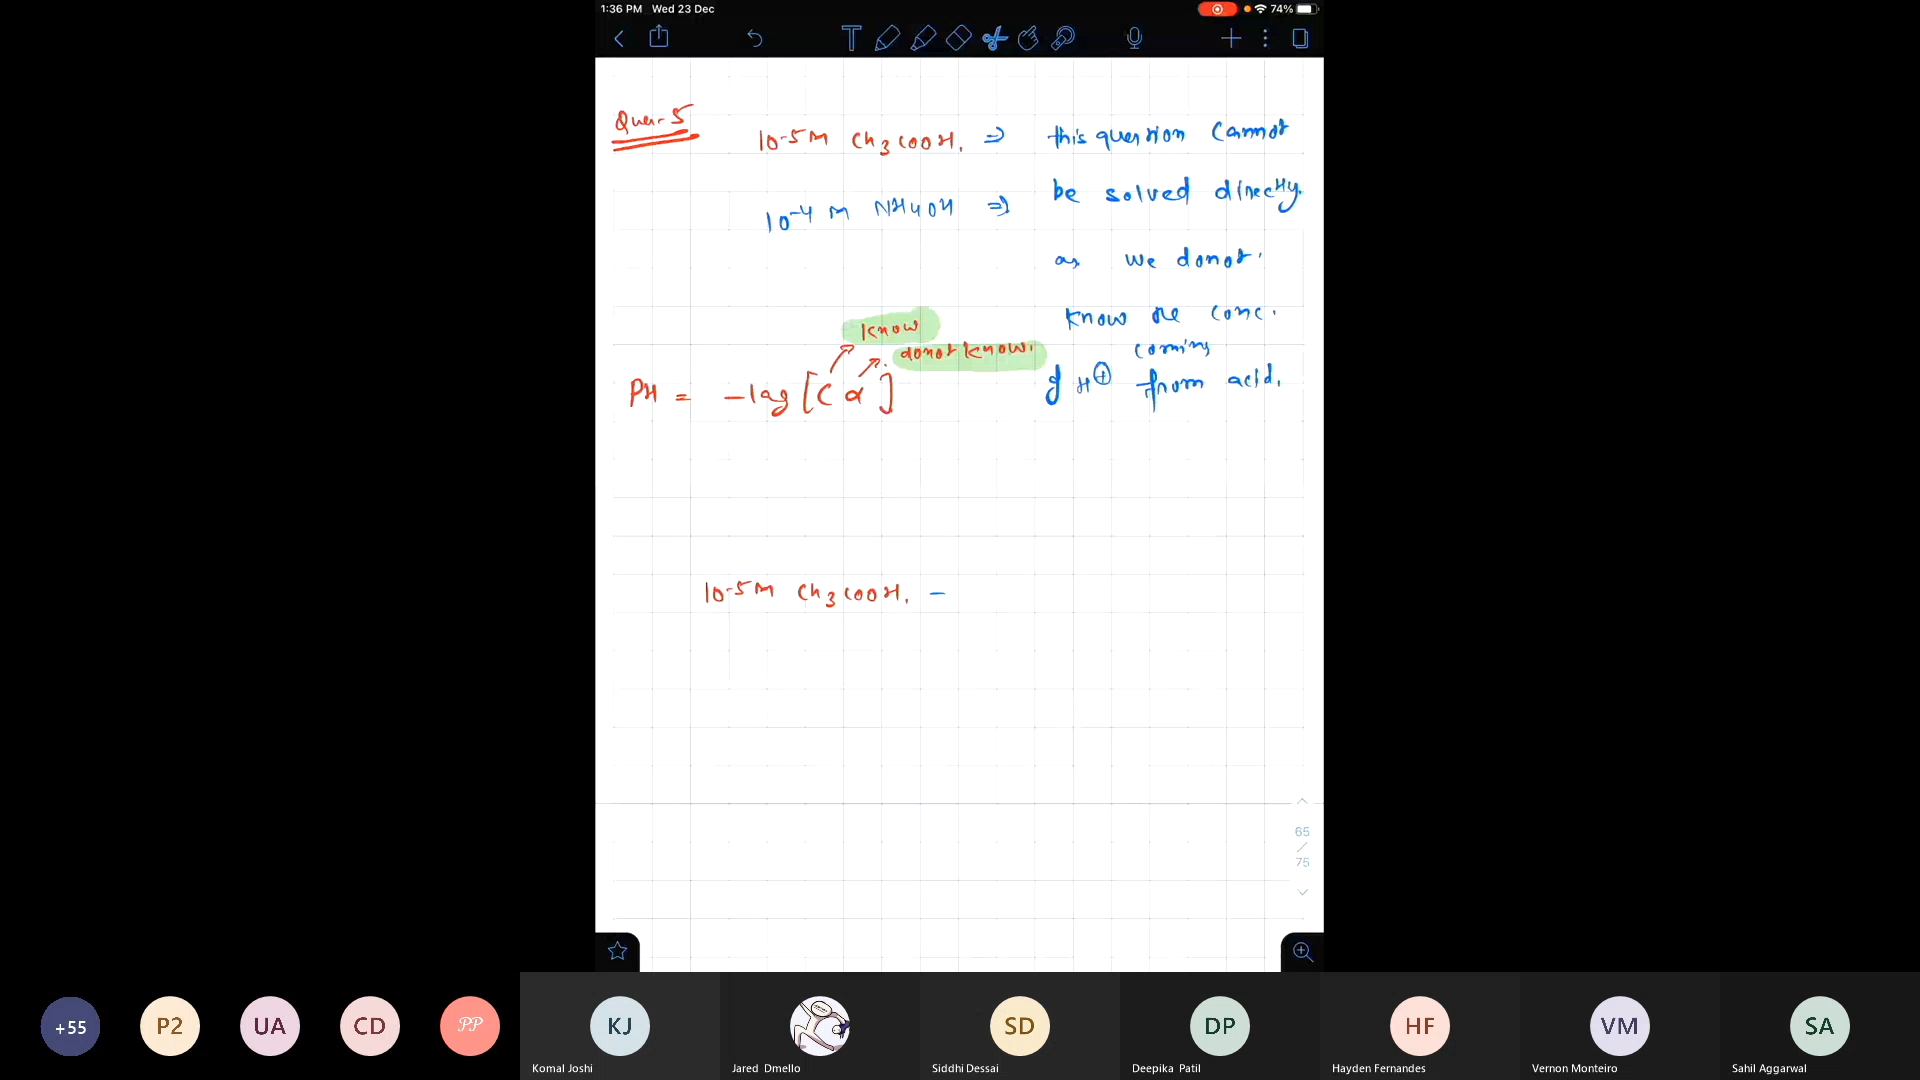 1:36 PM Wed 23 Dec
74%
Ques-5
10-5M CH3COOH. ⇒ this question cannot
be solved directly.
10-4 M NH4OH ⇒
as we donot.
know the conc.
coming
of H⊕ from acid.
know
donot know.
PH = -log [Cα]
10-5M CH3COOH. -
65
/
75
+55
P2
UA
CD
PP
KJ
SD
DP
HF
VM
SA
Komal Joshi
Jared Dmello
Siddhi Dessai
Deepika Patil
Hayden Fernandes
Vernon Monteiro
Sahil Aggarwal